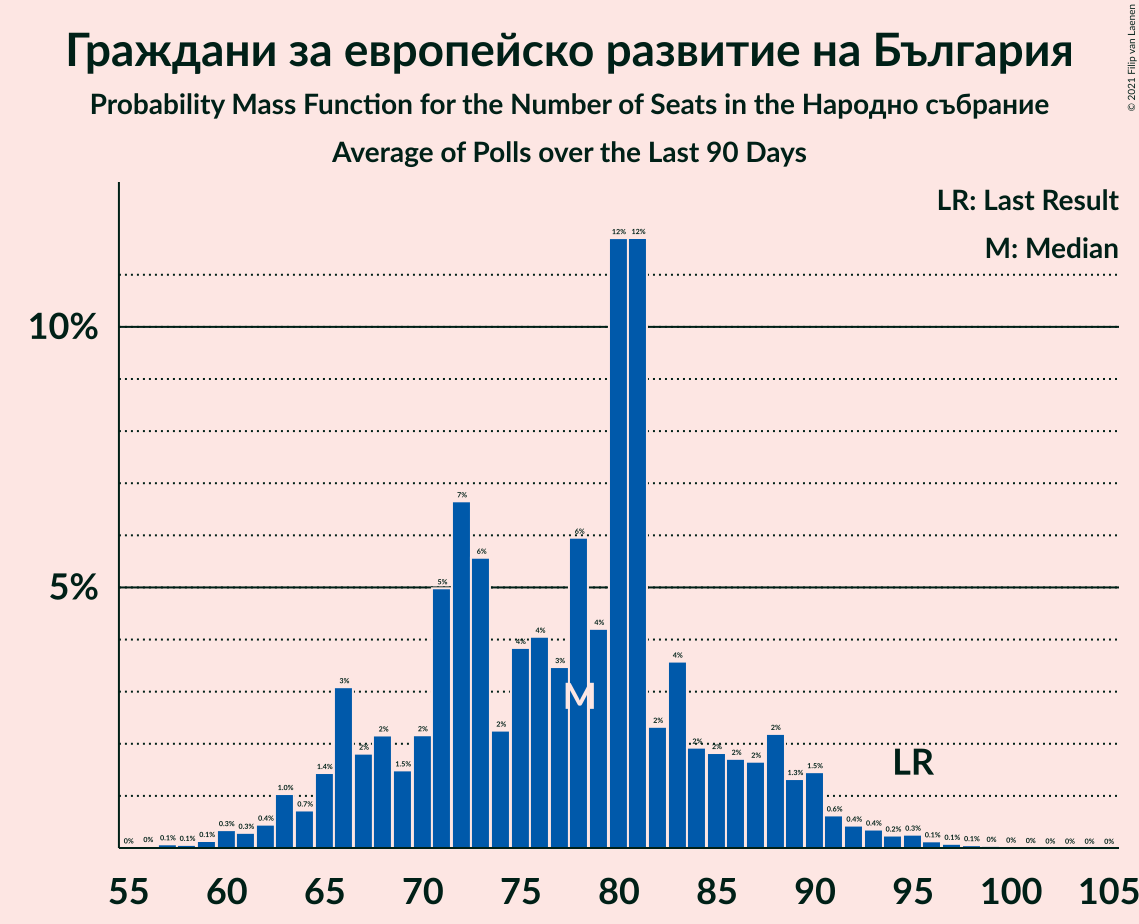 Граждани за европейско развитие на България
Probability Mass Function for the Number of Seats in the Народно събрание
Average of Polls over the Last 90 Days
© 2021 Filip van Laenen
LR: Last Result
M: Median
10%
5%
0% 0% 0.1% 0.1% 0.1% 0.3% 0.3% 0.4% 1.0% 0.7% 1.4% 3% 2% 2% 1.5% 2% 5% 7% 6% 2% 4% 4% 3% 6% 4% 12% 12% 2% 4% 2% 2% 2% 2% 2% 1.3% 1.5% 0.6% 0.4% 0.4% 0.2% 0.3% 0.1% 0.1% 0.1% 0% 0% 0% 0% 0% 0% 0%
M
LR
55 60 65 70 75 80 85 90 95 100 105